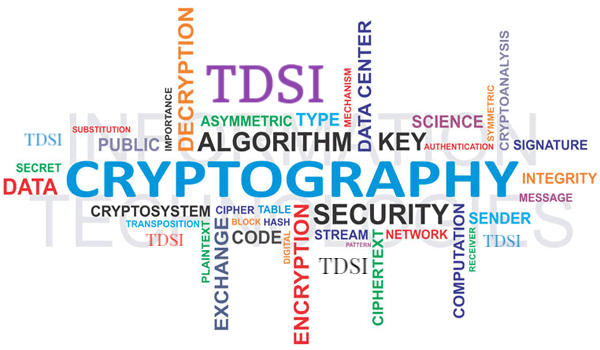 DECRYPTION
IMPORTANCE
TDSI
MECHANISM
DATA CENTER
SYMMETRIC
CRYPTOANALYSIS
INFORMATION
TECHNOLOGIES
ASYMMETRIC TYPE
SCIENCE
SUBSTITUTION
TDSI
PUBLIC
ALGORITHM KEY
AUTHENTICATION
SIGNATURE
SECRET
DATA CRYPTOGRAPHY INTEGRITY
MESSAGE
CRYPTOSYSTEM CIPHER TABLE
SECURITY
SENDER
TRANSPOSITION BLOCK HASH
TDSI
CODE
STREAM NETWORK
PATTERN
TDSI
TDSI
PLAINTEXT
EXCHANGE
DIGITAL
ENCRYPTION
CIPHERTEXT
COMPUTATION
RECEIVER